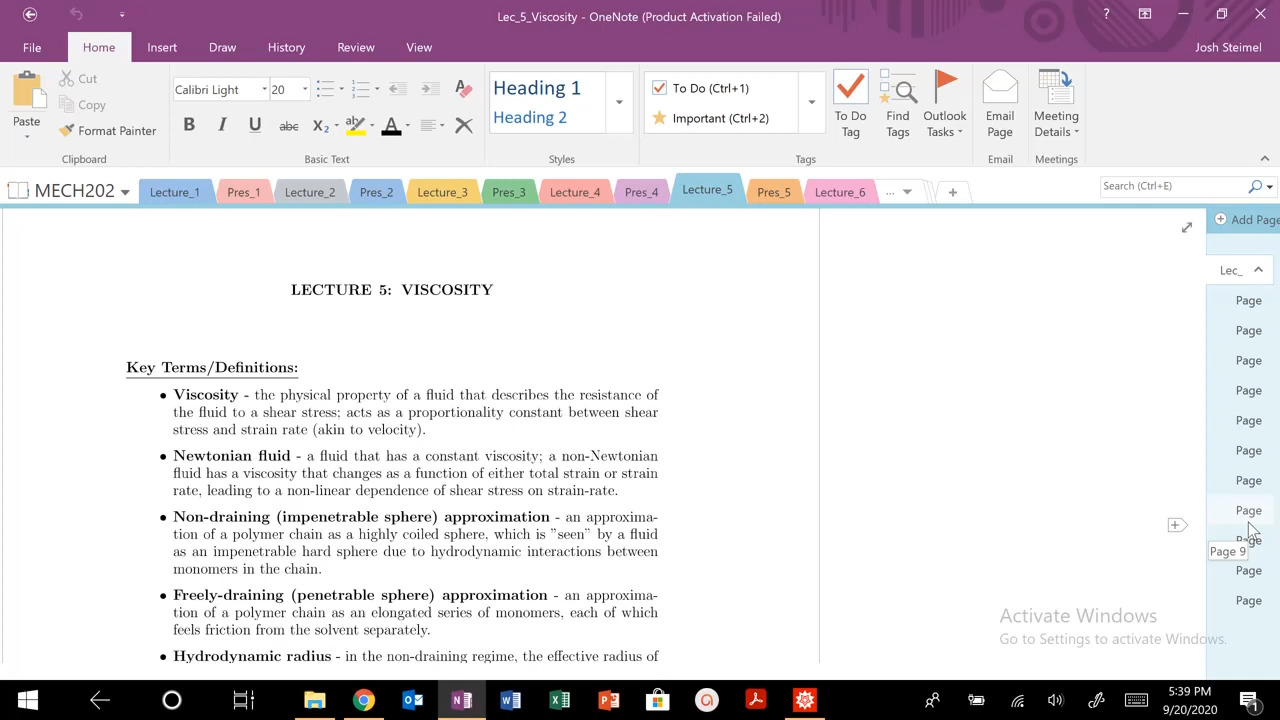 Lec_5_Viscosity - OneNote (Product Activation Failed)
?
File Home Insert Draw History Review View Josh Steimel
Paste
Cut
Copy
Format Painter
Clipboard
Calibri Light 20
B I U abc X₂ ab A
Basic Text
Heading 1
Heading 2
Styles
To Do (Ctrl+1)
Important (Ctrl+2)
Tags
To Do Tag
Find Tags
Outlook Tasks
Email Page
Email
Meeting Details
Meetings
MECH202 Lecture_1 Pres_1 Lecture_2 Pres_2 Lecture_3 Pres_3 Lecture_4 Pres_4 Lecture_5 Pres_5 Lecture_6 ... +
Search (Ctrl+E)
Add Page
Lec_
Page
Page
Page
Page
Page
Page
Page
Page
Page
Page 9
Page
Page
LECTURE 5: VISCOSITY
Key Terms/Definitions:
• Viscosity - the physical property of a fluid that describes the resistance of
the fluid to a shear stress; acts as a proportionality constant between shear
stress and strain rate (akin to velocity).
• Newtonian fluid - a fluid that has a constant viscosity; a non-Newtonian
fluid has a viscosity that changes as a function of either total strain or strain
rate, leading to a non-linear dependence of shear stress on strain-rate.
• Non-draining (impenetrable sphere) approximation - an approxima-
tion of a polymer chain as a highly coiled sphere, which is "seen" by a fluid
as an impenetrable hard sphere due to hydrodynamic interactions between
monomers in the chain.
• Freely-draining (penetrable sphere) approximation - an approxima-
tion of a polymer chain as an elongated series of monomers, each of which
feels friction from the solvent separately.
• Hydrodynamic radius - in the non-draining regime, the effective radius of
Activate Windows
Go to Settings to activate Windows.
5:39 PM
9/20/2020
1